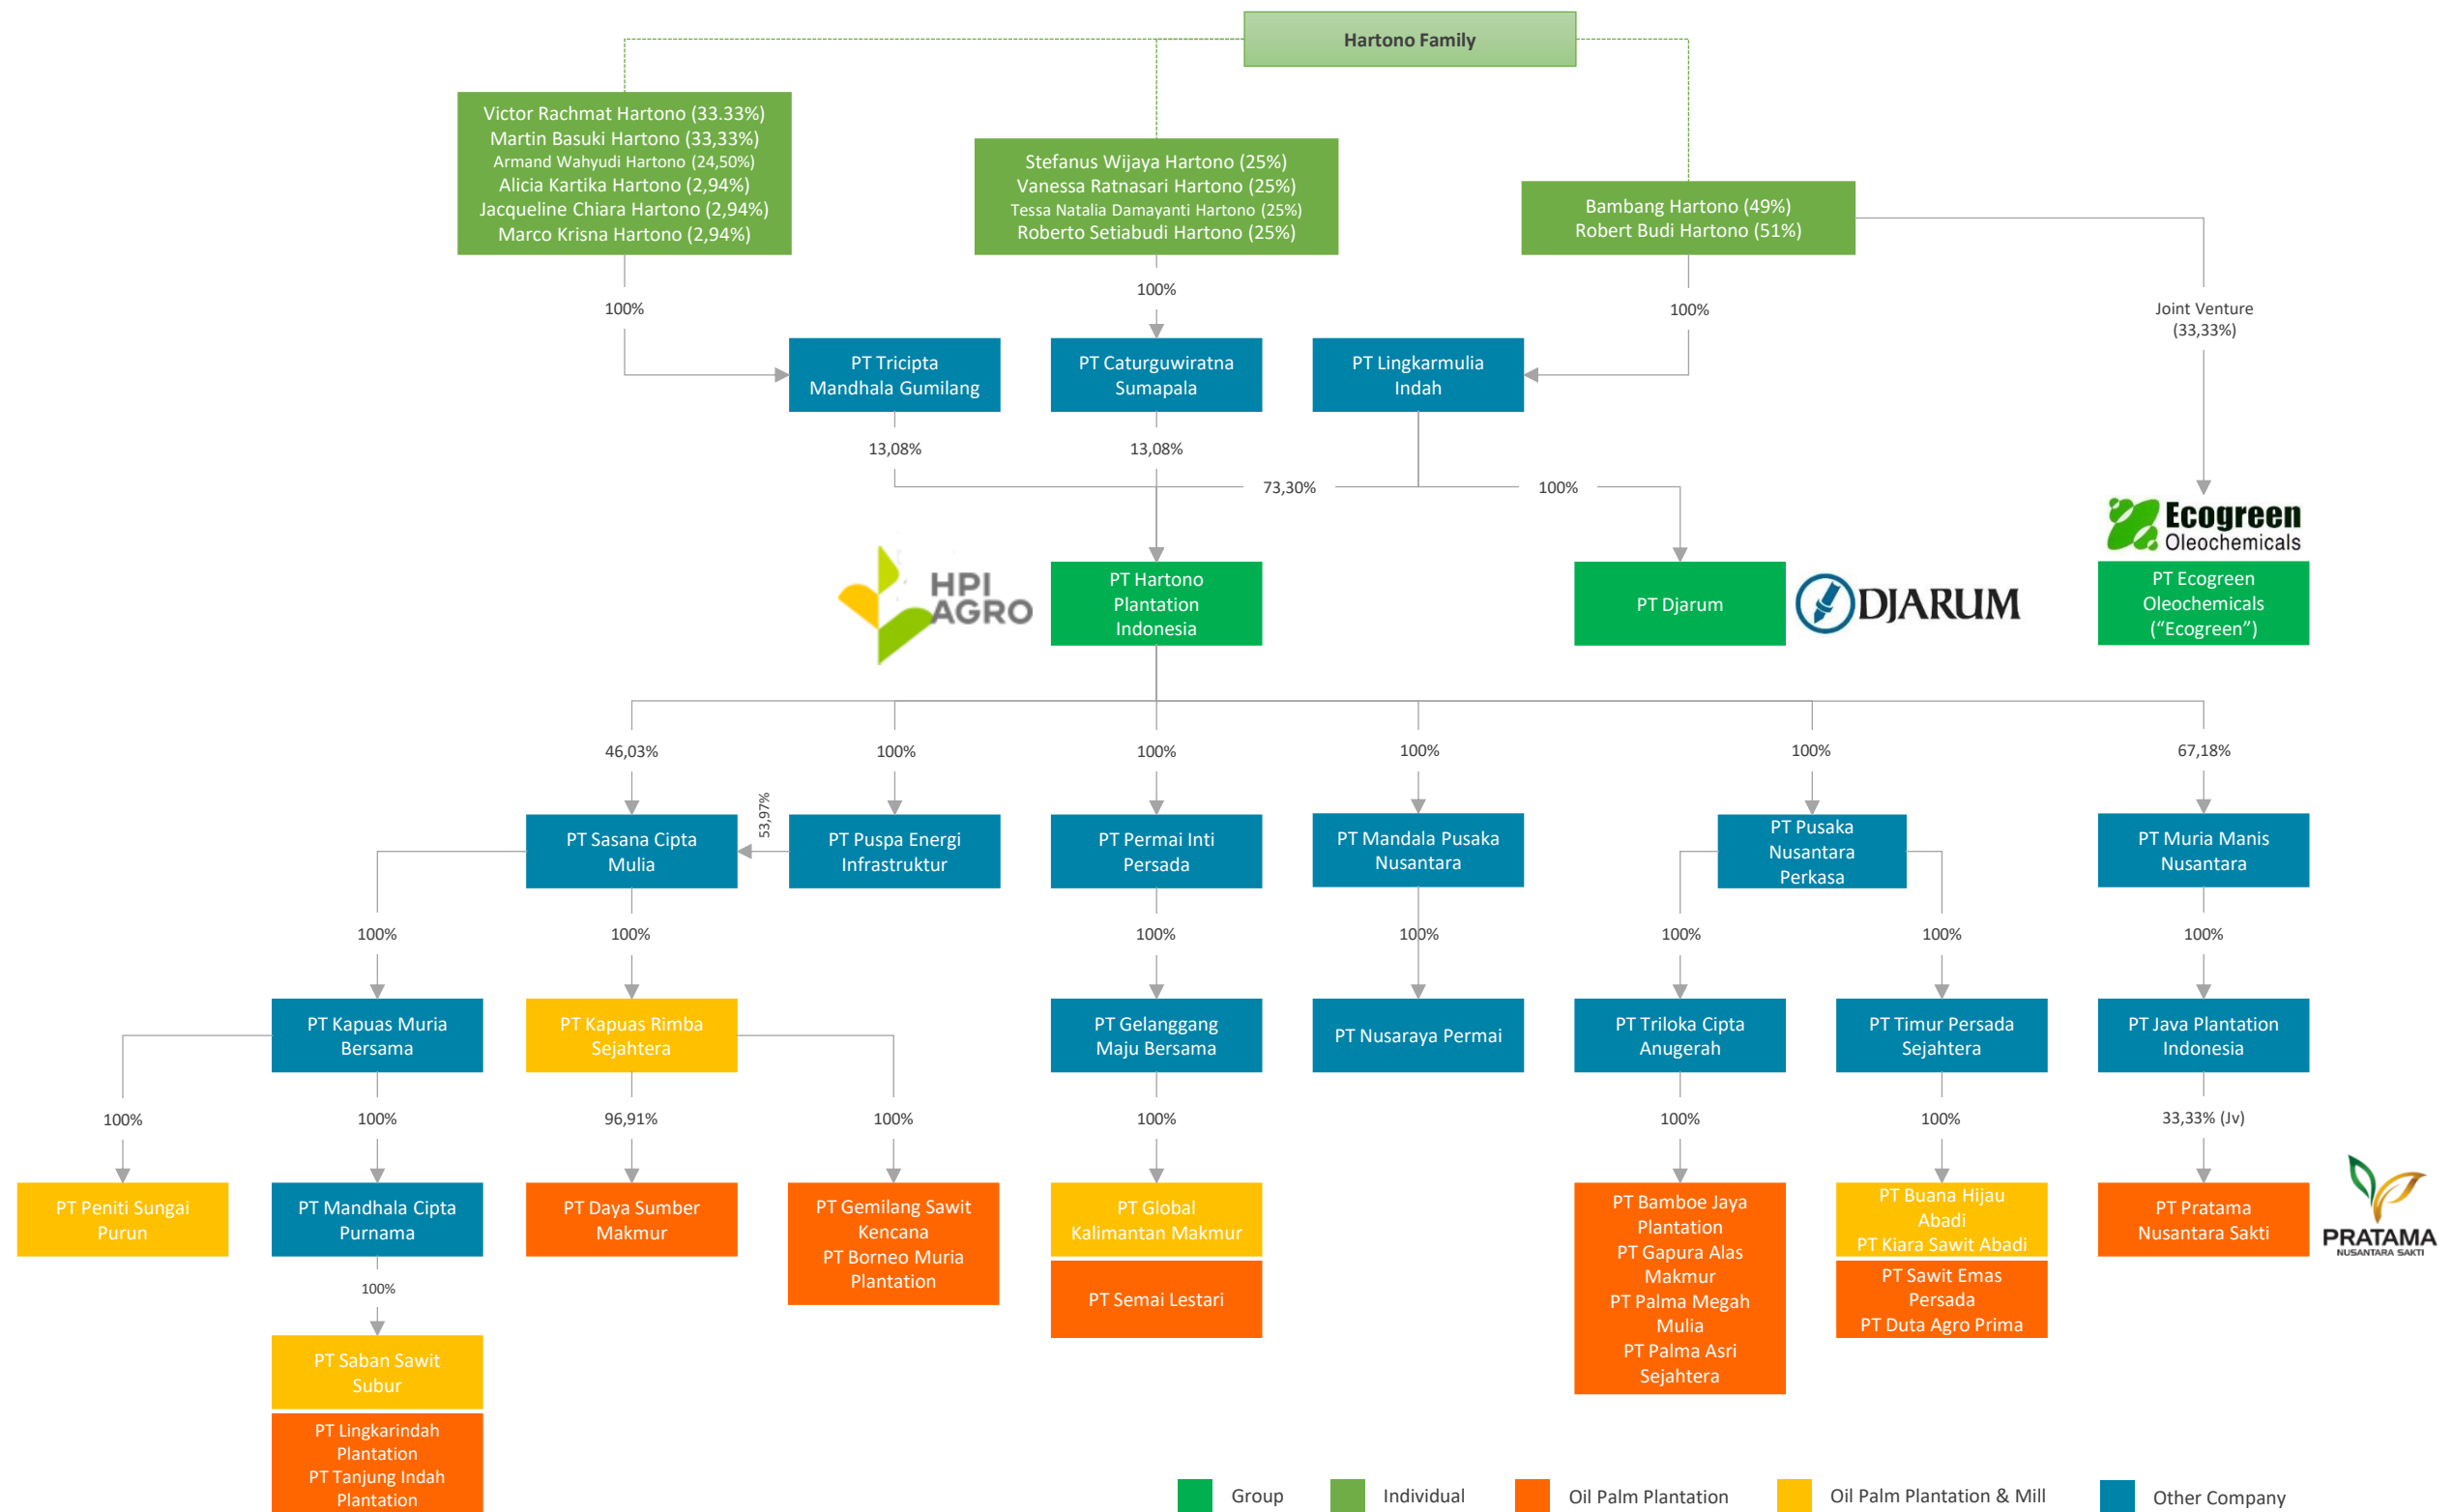 Hartono Family
Victor Rachmat Hartono (33.33%)
Martin Basuki Hartono (33,33%)
Armand Wahyudi Hartono (24,50%)
Alicia Kartika Hartono (2,94%)
Jacqueline Chiara Hartono (2,94%)
Marco Krisna Hartono (2,94%)
Stefanus Wijaya Hartono (25%)
Vanessa Ratnasari Hartono (25%)
Tessa Natalia Damayanti Hartono (25%)
Roberto Setiabudi Hartono (25%)
Bambang Hartono (49%)
Robert Budi Hartono (51%)
100%
100%
100%
Joint Venture
(33,33%)
PT Tricipta
Mandhala Gumilang
PT Caturguwiratna
Sumapala
PT Lingkarmulia
Indah
13,08%
13,08%
73,30%
100%
HPI
AGRO
PT Hartono
Plantation
Indonesia
PT Djarum
DJARUM
Ecogreen
Oleochemicals
PT Ecogreen
Oleochemicals
(“Ecogreen”)
46,03%
100%
100%
100%
100%
67,18%
PT Sasana Cipta
Mulia
53,97%
PT Puspa Energi
Infrastruktur
PT Permai Inti
Persada
PT Mandala Pusaka
Nusantara
PT Pusaka
Nusantara
Perkasa
PT Muria Manis
Nusantara
100%
100%
100%
100%
100%
100%
100%
PT Kapuas Muria
Bersama
PT Kapuas Rimba
Sejahtera
PT Gelanggang
Maju Bersama
PT Nusaraya Permai
PT Triloka Cipta
Anugerah
PT Timur Persada
Sejahtera
PT Java Plantation
Indonesia
100%
100%
96,91%
100%
100%
100%
100%
33,33% (Jv)
PT Peniti Sungai
Purun
PT Mandhala Cipta
Purnama
PT Daya Sumber
Makmur
PT Gemilang Sawit
Kencana
PT Borneo Muria
Plantation
PT Global
Kalimantan Makmur
PT Semai Lestari
PT Bamboe Jaya
Plantation
PT Gapura Alas
Makmur
PT Palma Megah
Mulia
PT Palma Asri
Sejahtera
PT Buana Hijau
Abadi
PT Kiara Sawit Abadi
PT Sawit Emas
Persada
PT Duta Agro Prima
PT Pratama
Nusantara Sakti
PRATAMA
NUSANTARA SAKTI
100%
PT Saban Sawit
Subur
PT Lingkarindah
Plantation
PT Tanjung Indah
Plantation
Group
Individual
Oil Palm Plantation
Oil Palm Plantation & Mill
Other Company